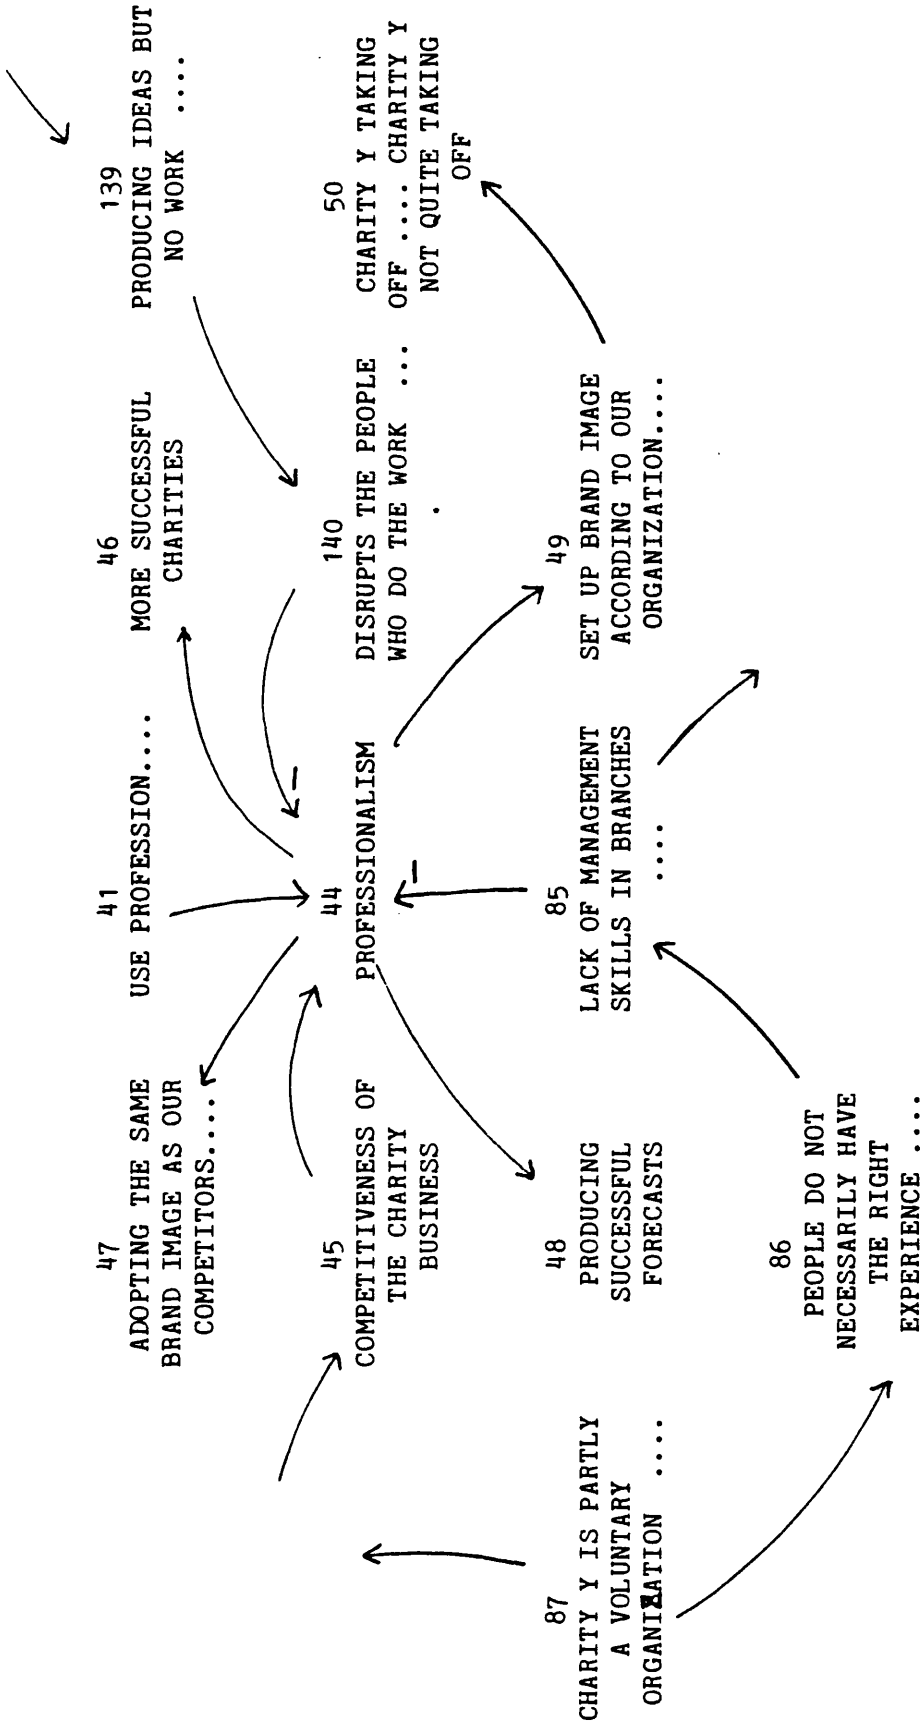 47
ADOPTING THE SAME
BRAND IMAGE AS OUR
COMPETITORS....
41
USE PROFESSION....
46
MORE SUCCESSFUL
CHARITIES
139
PRODUCING IDEAS BUT
NO WORK ....
45
COMPETITIVENESS OF
THE CHARITY
BUSINESS
44
PROFESSIONALISM
140
DISRUPTS THE PEOPLE
WHO DO THE WORK ...
50
CHARITY Y TAKING
OFF .... CHARITY Y
NOT QUITE TAKING
OFF
87
CHARITY Y IS PARTLY
A VOLUNTARY
ORGANIZATION ....
48
PRODUCING
SUCCESSFUL
FORECASTS
85
LACK OF MANAGEMENT
SKILLS IN BRANCHES
....
49
SET UP BRAND IMAGE
ACCORDING TO OUR
ORGANIZATION....
86
PEOPLE DO NOT
NECESSARILY HAVE
THE RIGHT
EXPERIENCE ....